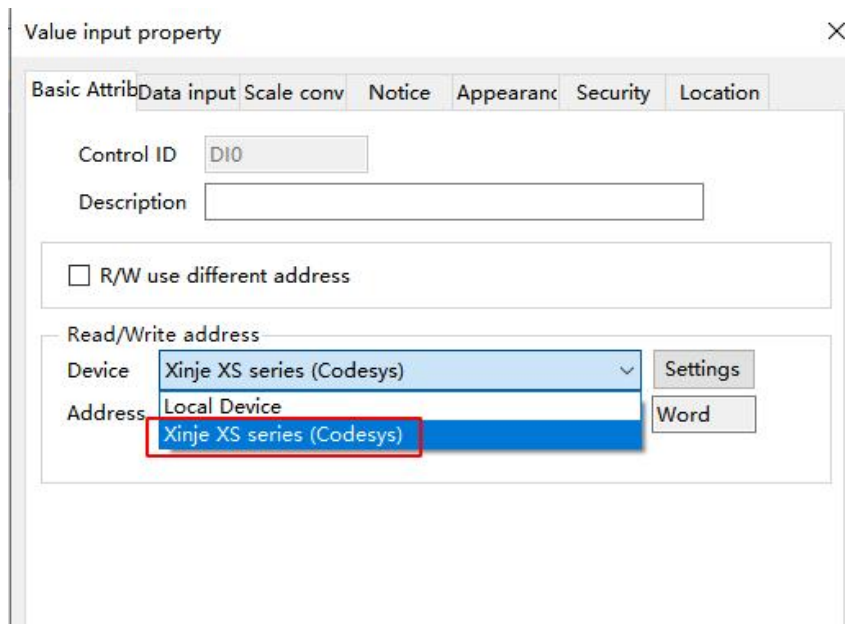 Value input property
Basic Attrib Data input Scale conv Notice Appearanc Security Location
Control ID DI0
Description
R/W use different address
Read/Write address
Device Xinje XS series (Codesys) Settings
Address Local Device Word
Xinje XS series (Codesys)